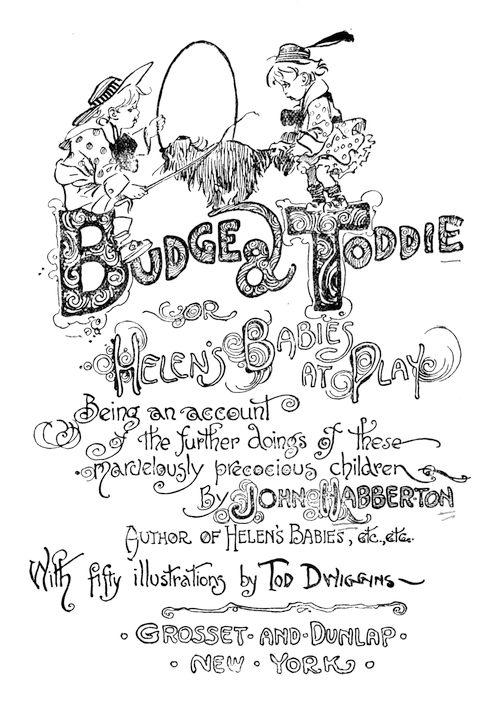 BUDGE & TODDIE
OR
HELEN'S BABIES
AT PLAY
Being an account
of the further doings of these
marvelously precocious children
By JOHN HABBERTON
AUTHOR OF HELEN'S BABIES, etc., etc.
With fifty illustrations by TOD DWIGGINS
· GROSSET · AND · DUNLAP ·
· NEW · YORK ·